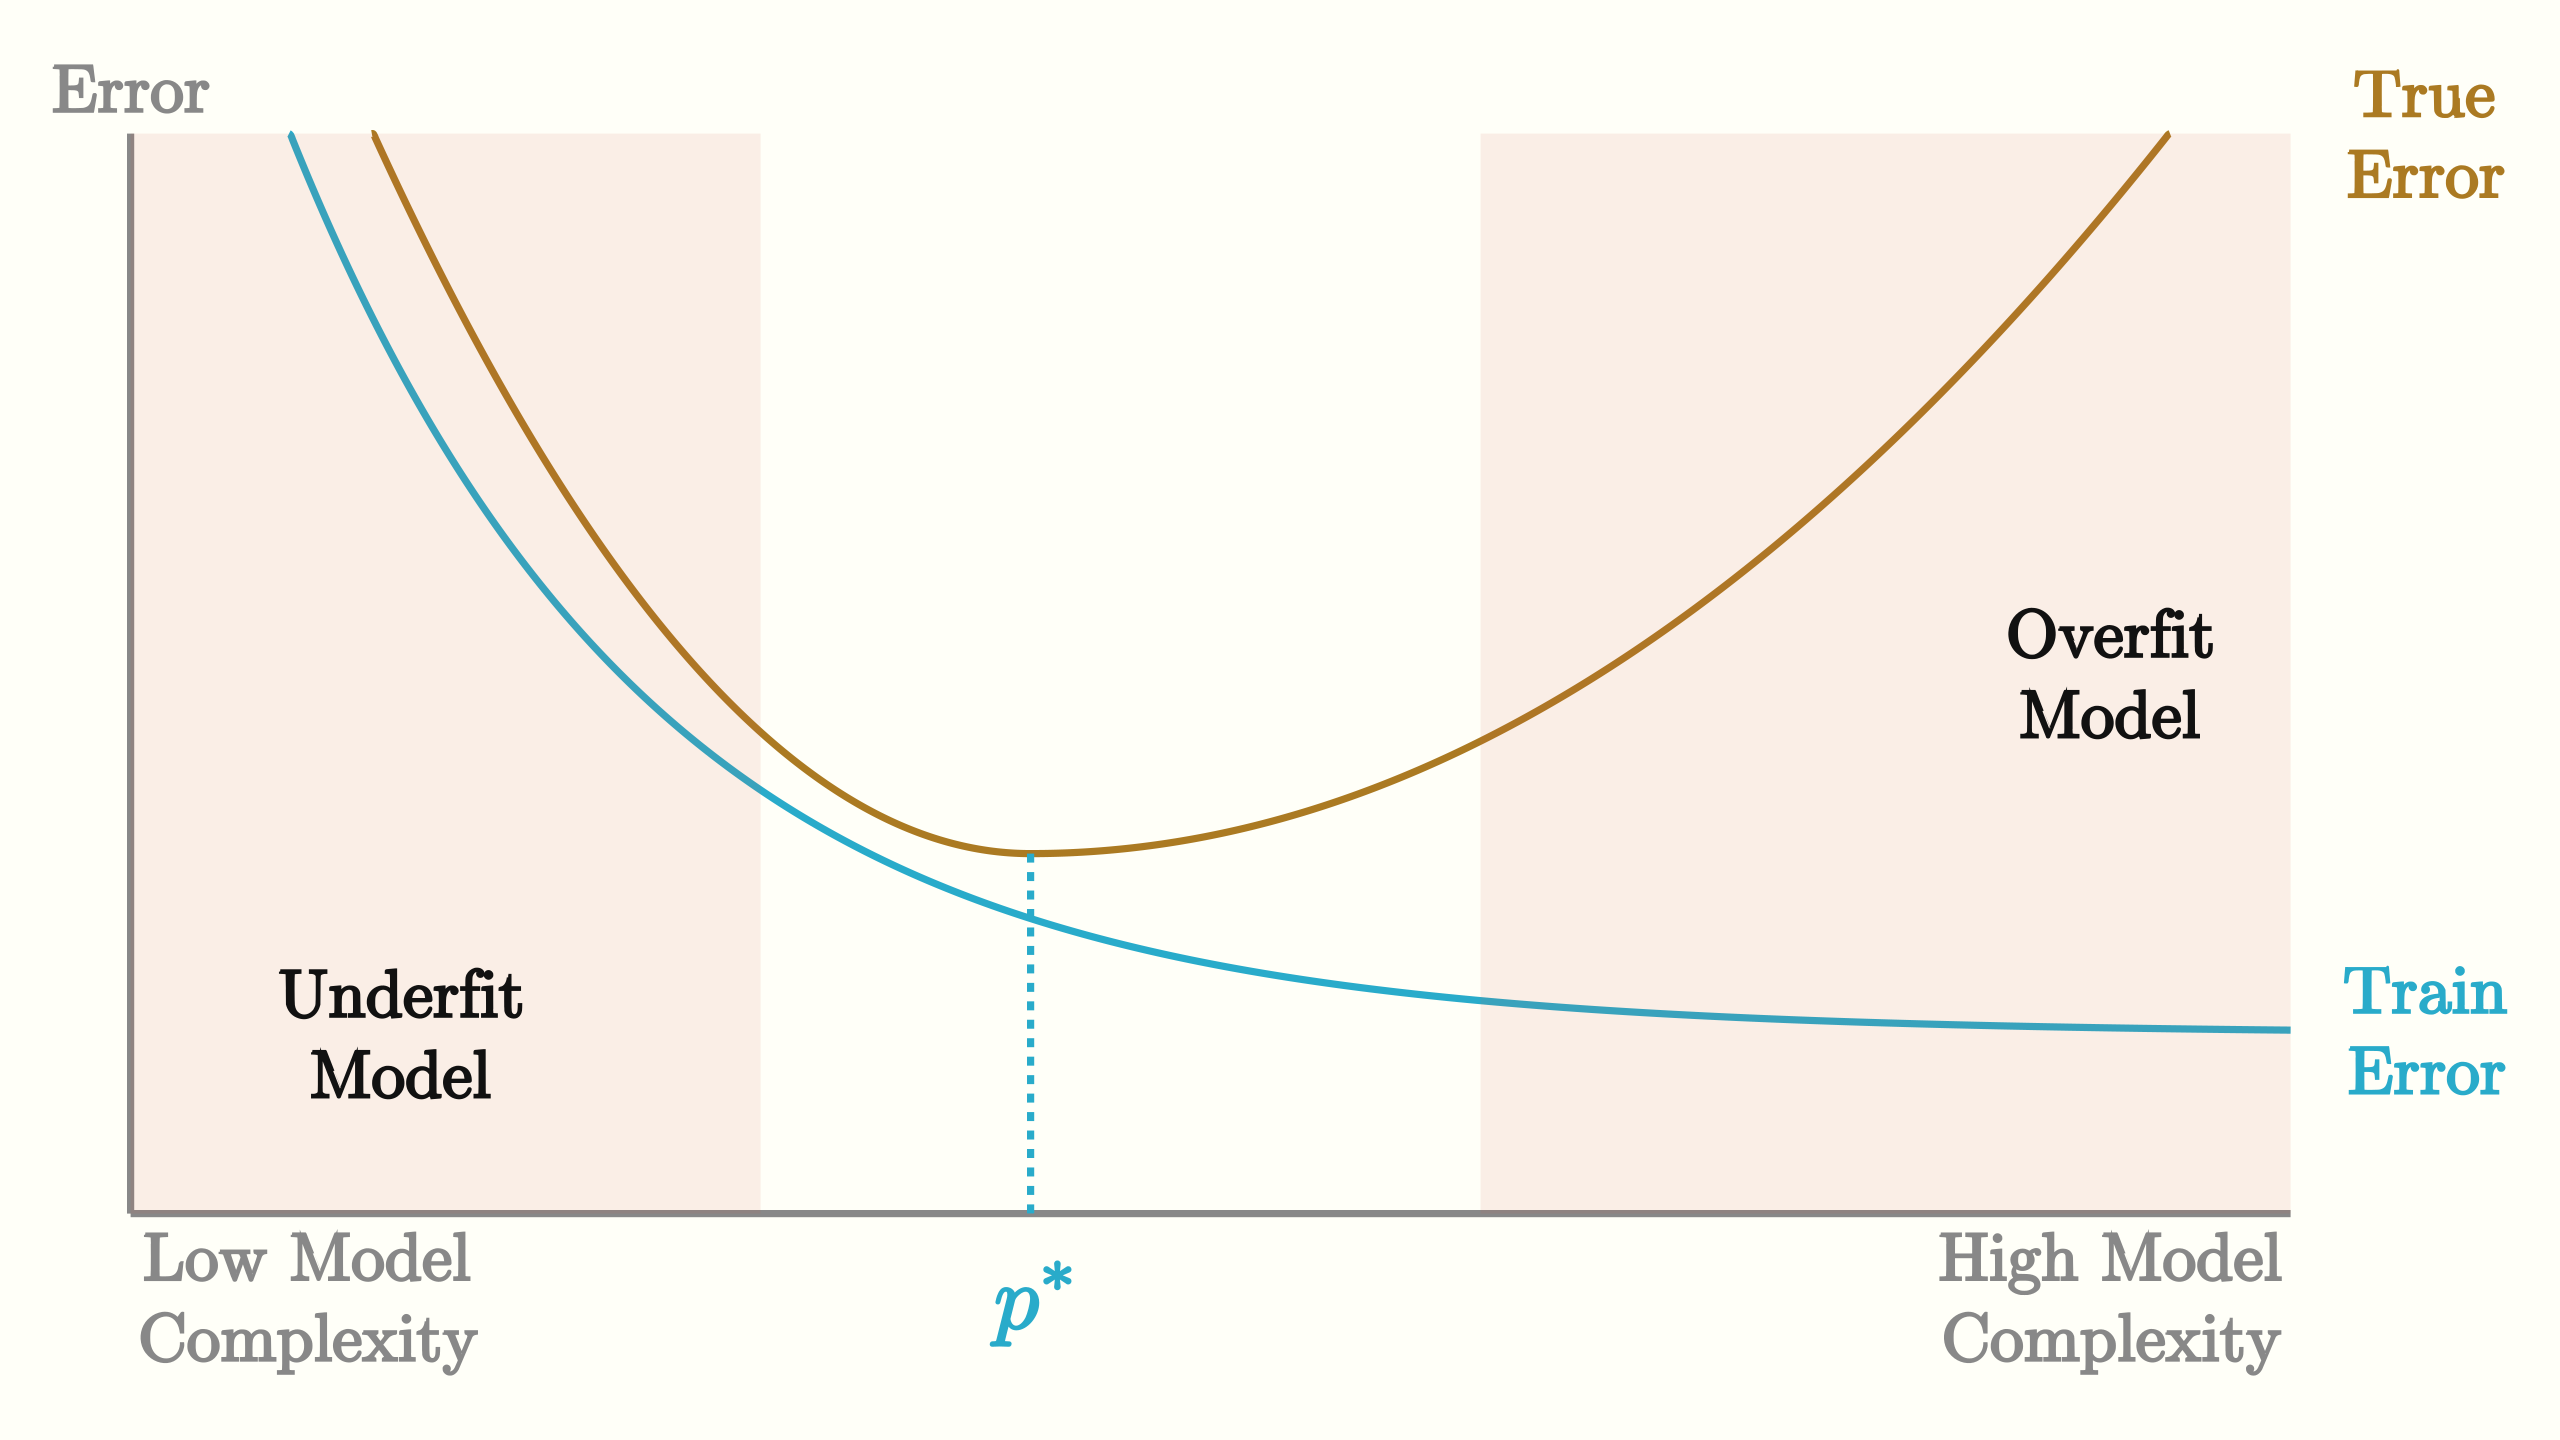 Error
True
Error
Overfit
Model
Underfit
Model
Train
Error
Low Model
Complexity
p*
High Model
Complexity